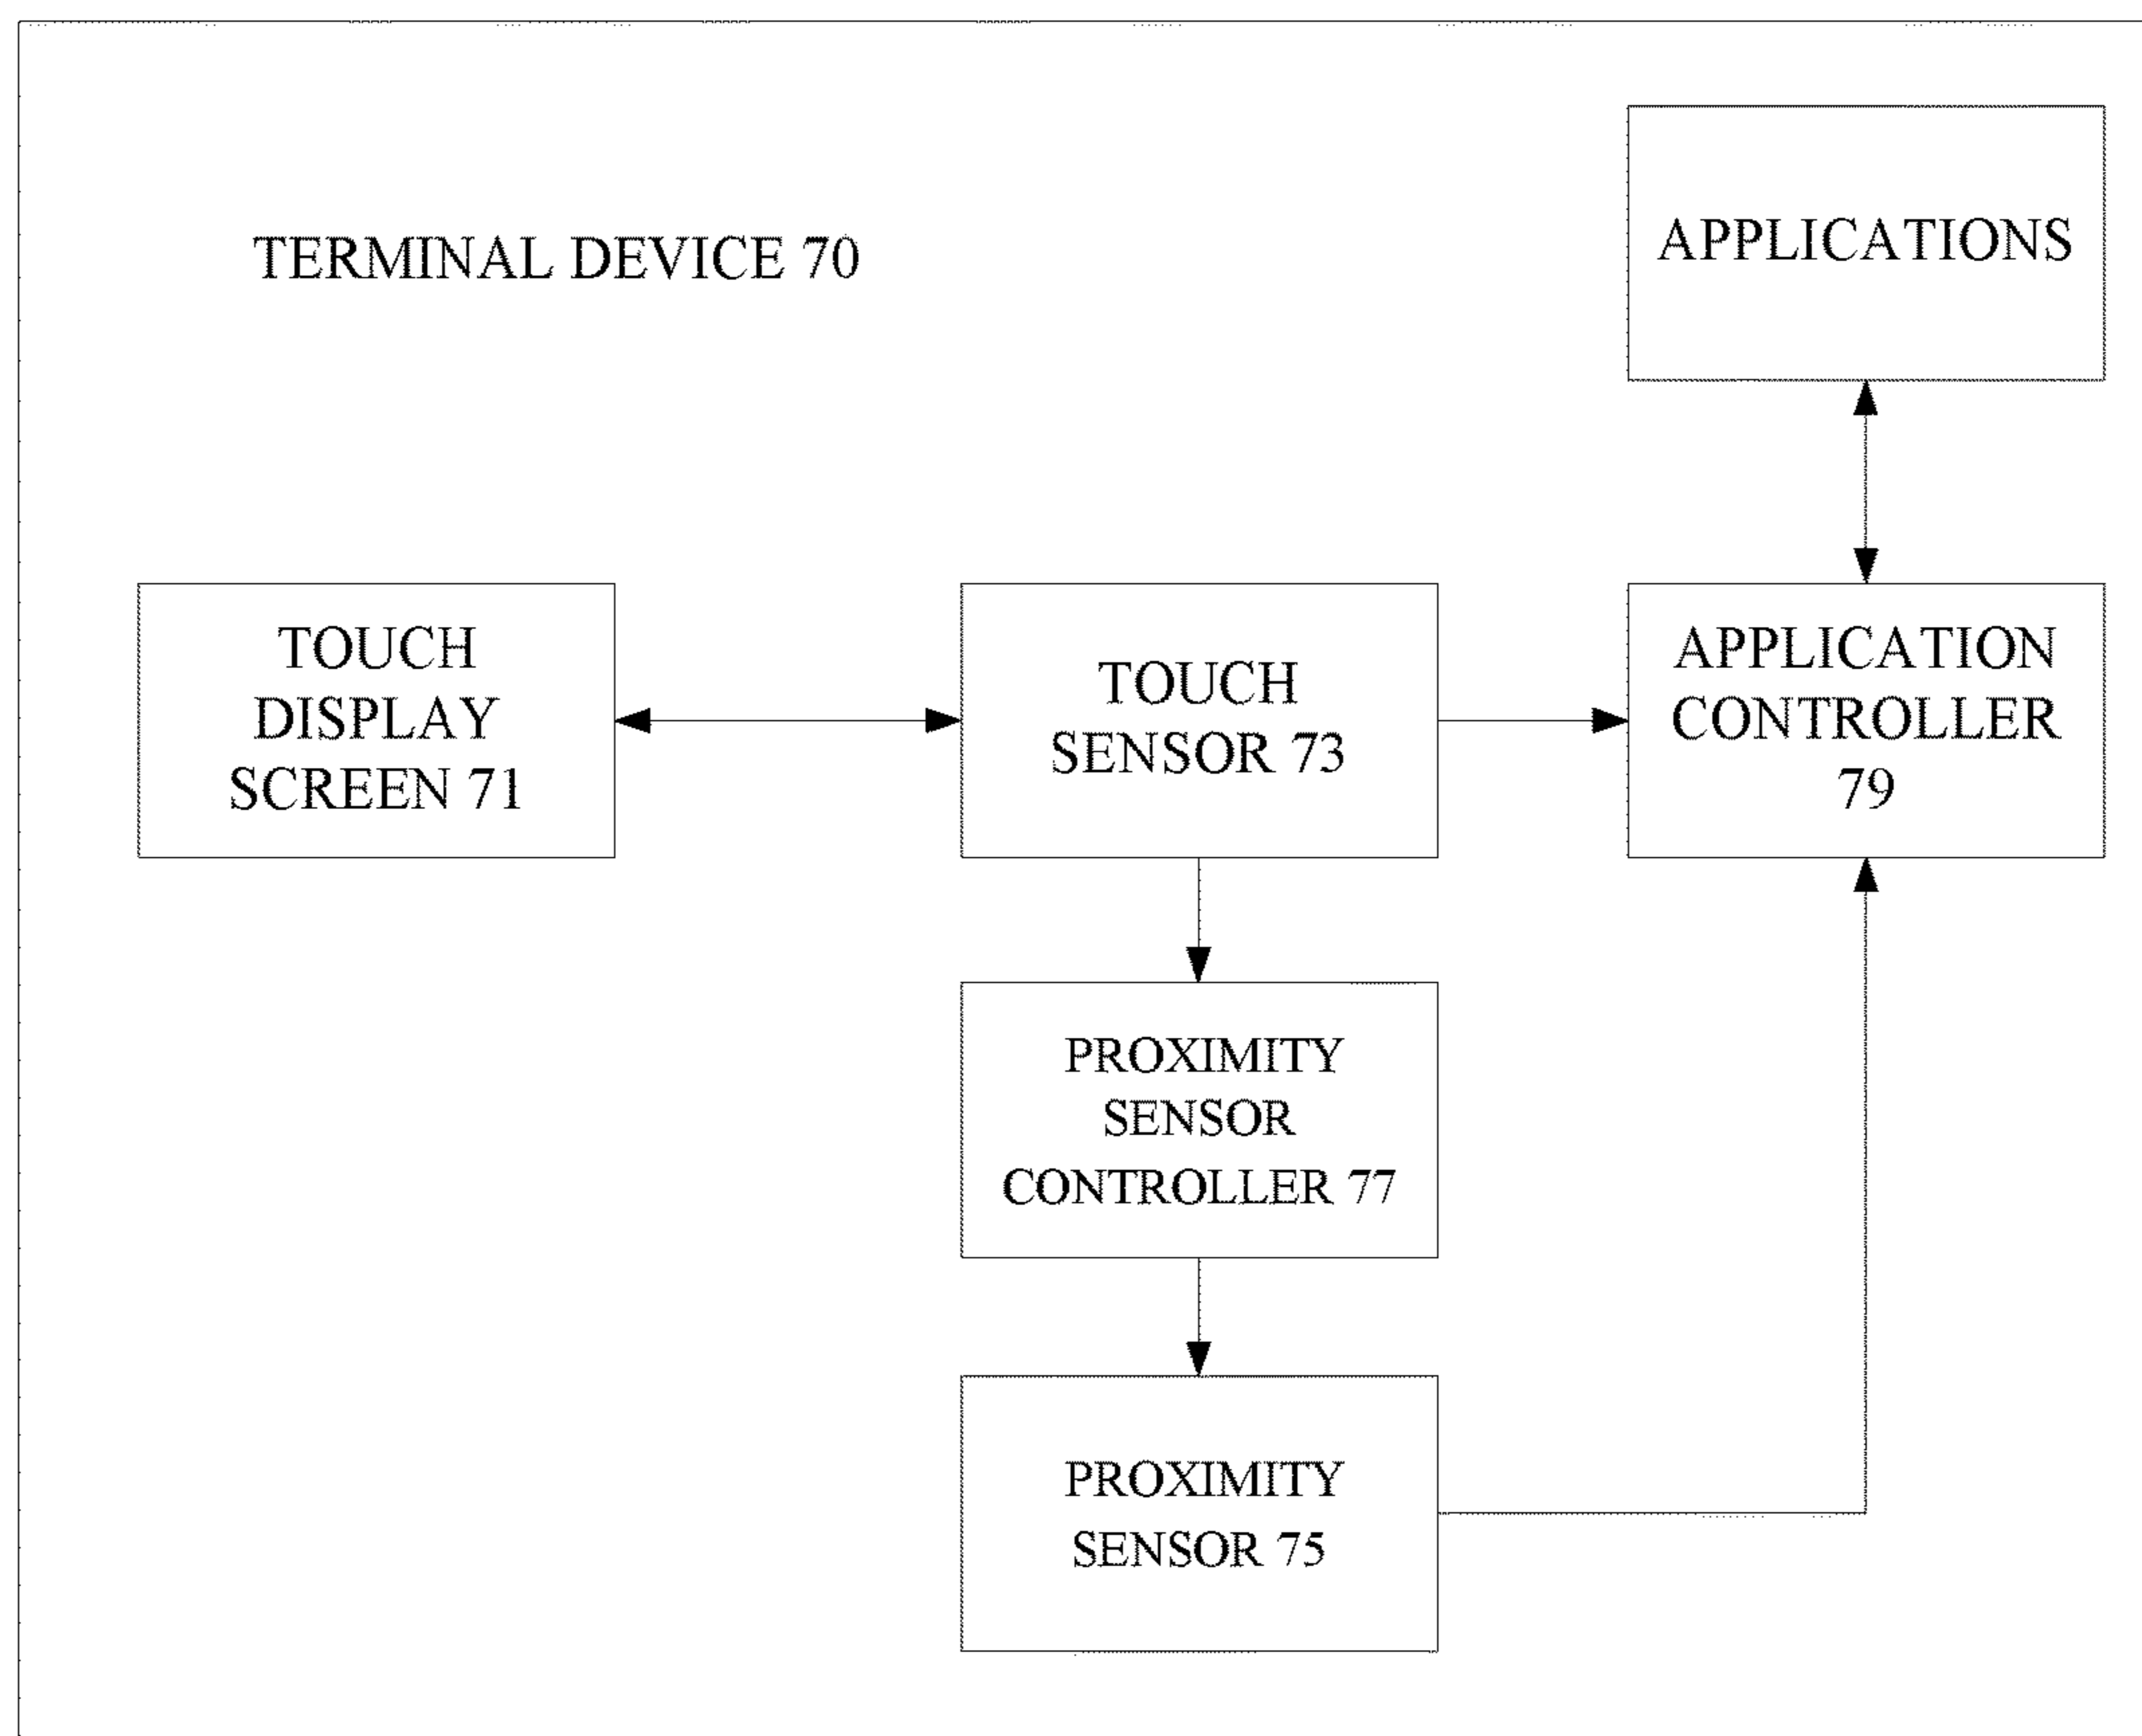 TERMINAL DEVICE 70
APPLICATIONS
TOUCH
DISPLAY
SCREEN 71
TOUCH
SENSOR 73
APPLICATION
CONTROLLER
79
PROXIMITY
SENSOR
CONTROLLER 77
PROXIMITY
SENSOR 75